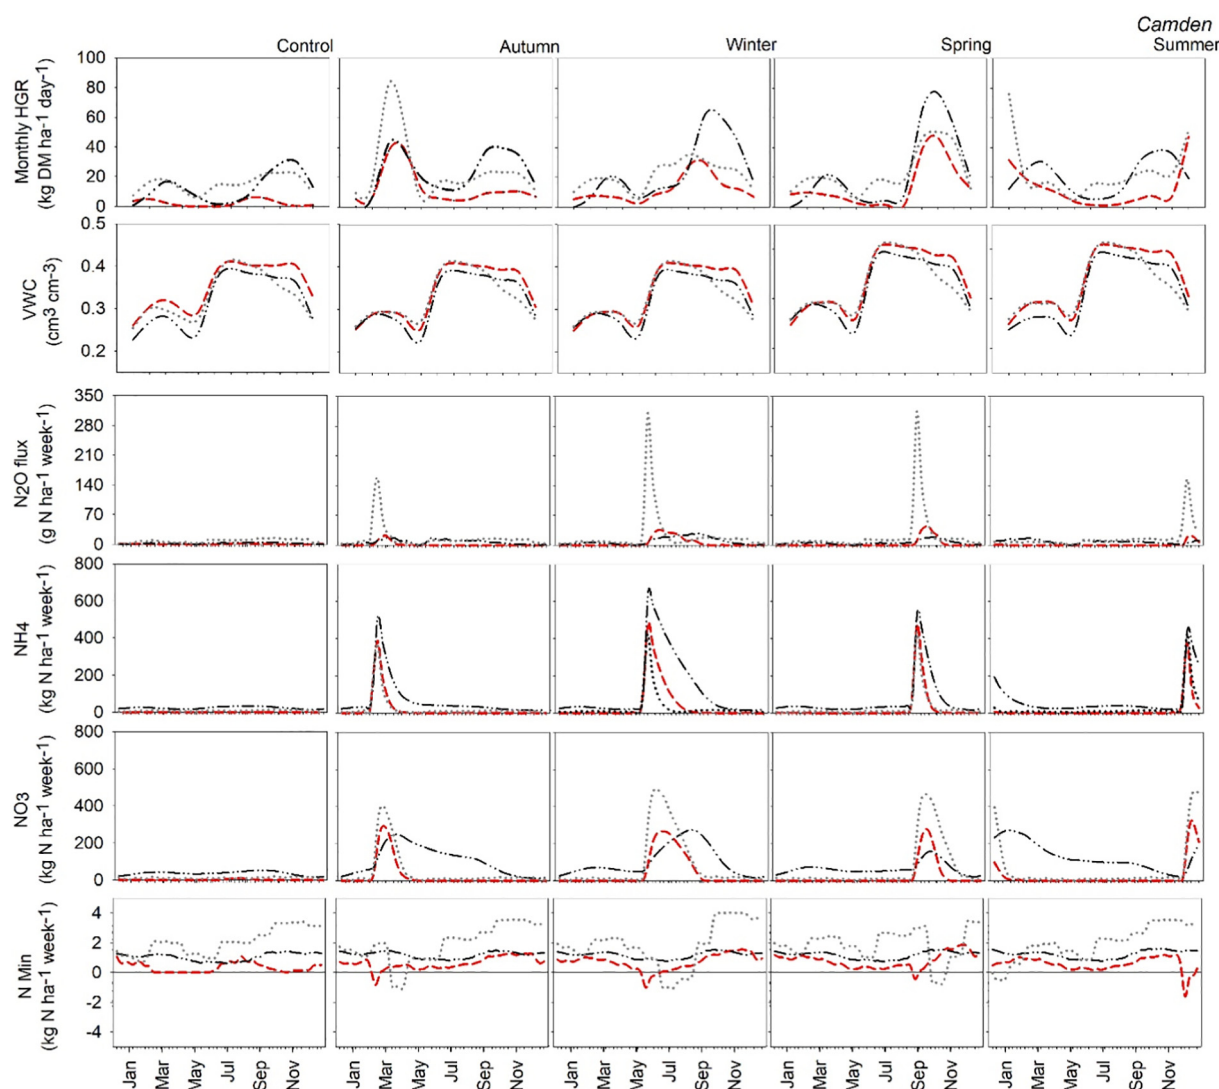 Camden
Control Autumn Winter Spring Summer
Monthly HGR
(kg DM ha-1 day-1)
100
80
60
40
20
0
VWC
(cm3 cm-3)
0.5
0.4
0.3
0.2
N2O flux
(g N ha-1 week-1)
350
280
210
140
70
0
NH4
(kg N ha-1 week-1)
800
600
400
200
0
NO3
(kg N ha-1 week-1)
800
600
400
200
0
N Min
(kg N ha-1 week-1)
4
2
0
-2
-4
Jan Mar May Jul Sep Nov Jan Mar May Jul Sep Nov Jan Mar May Jul Sep Nov Jan Mar May Jul Sep Nov Jan Mar May Jul Sep Nov